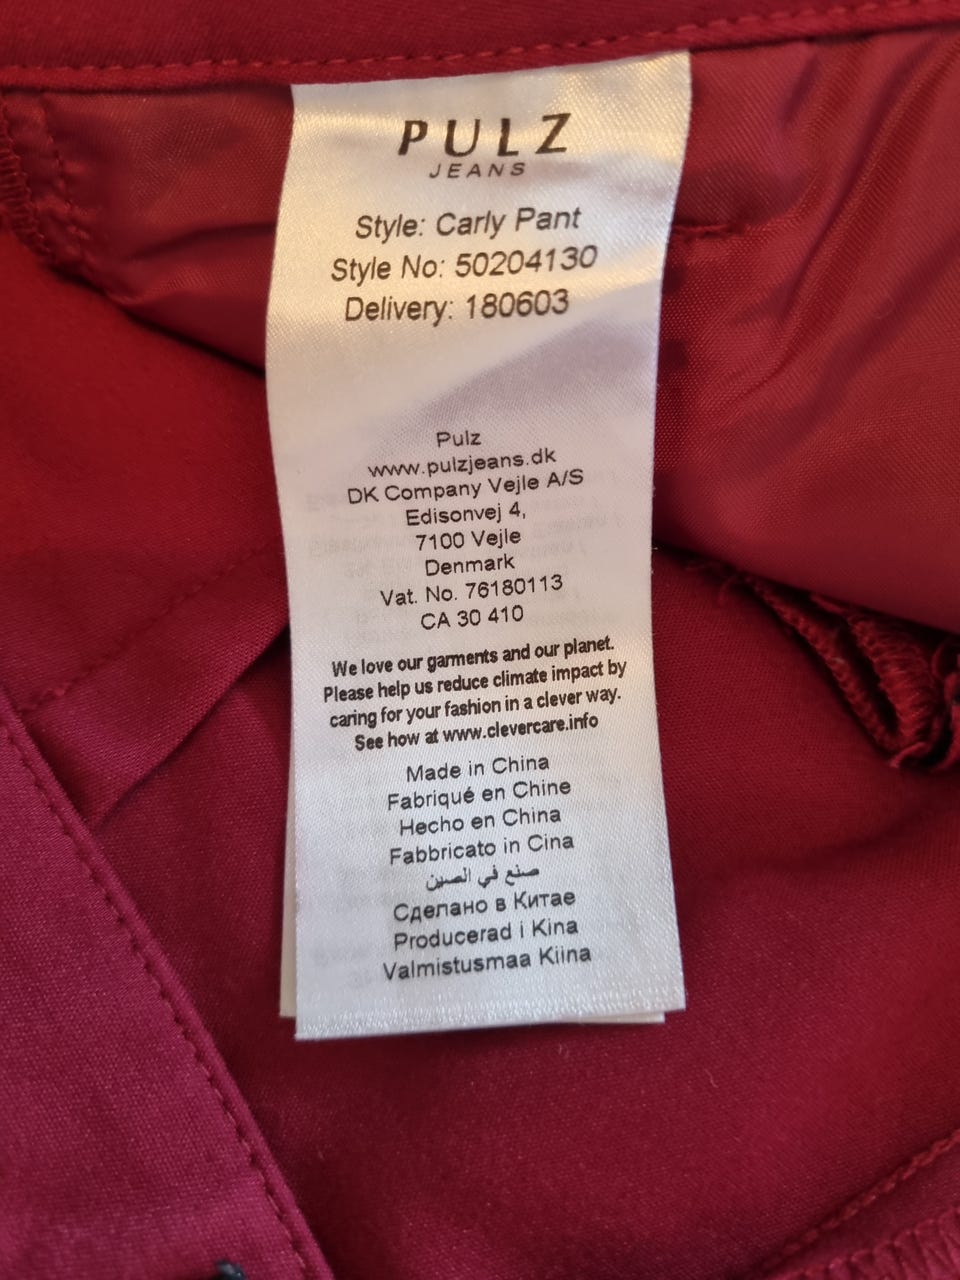 PULZ
JEANS
Style: Carly Pant
Style No: 50204130
Delivery: 180603
Pulz
www.pulzjeans.dk
DK Company Vejle A/S
Edisonvej 4,
7100 Vejle
Denmark
Vat. No. 76180113
CA 30 410
We love our garments and our planet.
Please help us reduce climate impact by
caring for your fashion in a clever way.
See how at www.clevercare.info
Made in China
Fabriqué en Chine
Hecho en China
Fabbricato in Cina
صنع في الصين
Сделано в Китае
Producerad i Kina
Valmistusmaa Kiina